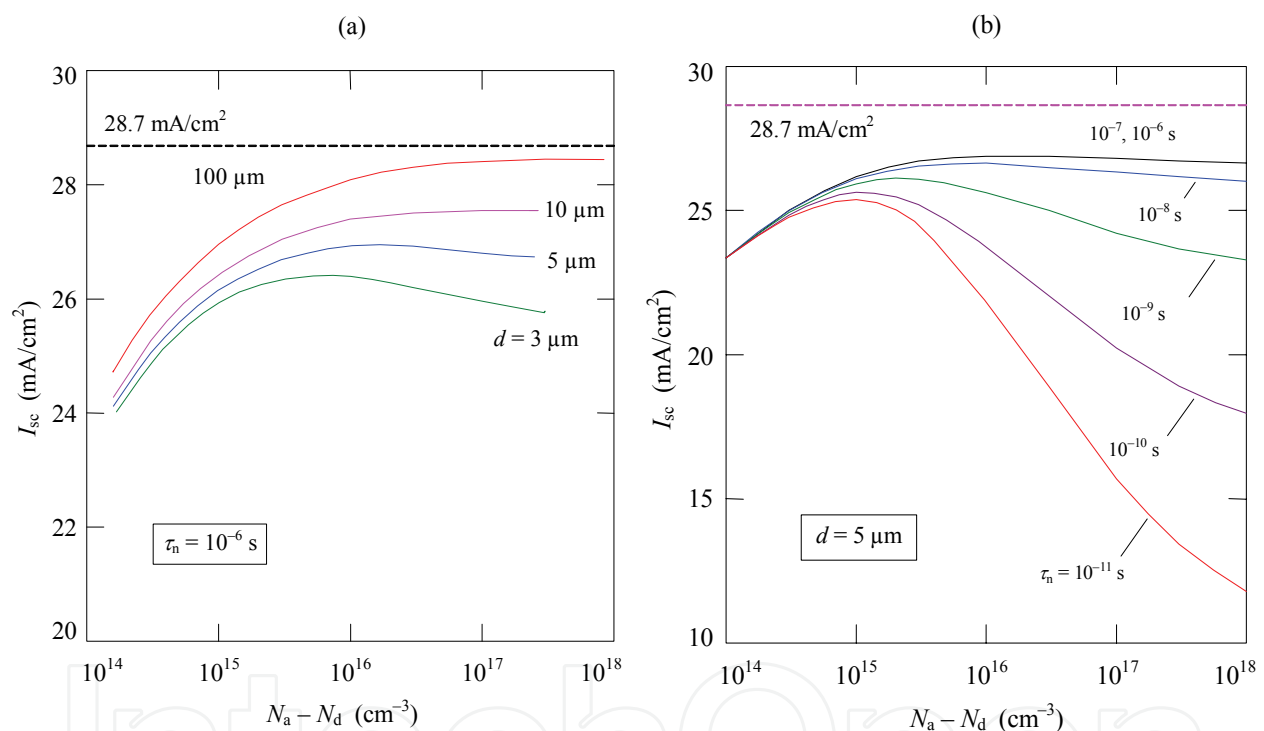 (a)
30
28
26
24
22
20
I_sc (mA/cm²)
28.7 mA/cm²
100 µm
10 µm
5 µm
d = 3 µm
τ_n = 10⁻⁶ s
10¹⁴ 10¹⁵ 10¹⁶ 10¹⁷ 10¹⁸
N_a – N_d (cm⁻³)
(b)
30
25
20
15
10
I_sc (mA/cm²)
28.7 mA/cm²
10⁻⁷, 10⁻⁶ s
10⁻⁸ s
10⁻⁹ s
10⁻¹⁰ s
τ_n = 10⁻¹¹ s
d = 5 µm
10¹⁴ 10¹⁵ 10¹⁶ 10¹⁷ 10¹⁸
N_a – N_d (cm⁻³)